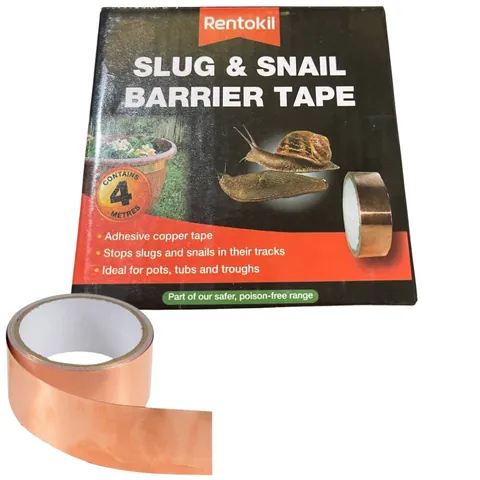 Rentokil
SLUG & SNAIL
BARRIER TAPE
CONTAINS
4
METRES
• Adhesive copper tape
• Stops slugs and snails in their tracks
• Ideal for pots, tubs and troughs
Part of our safer, poison-free range